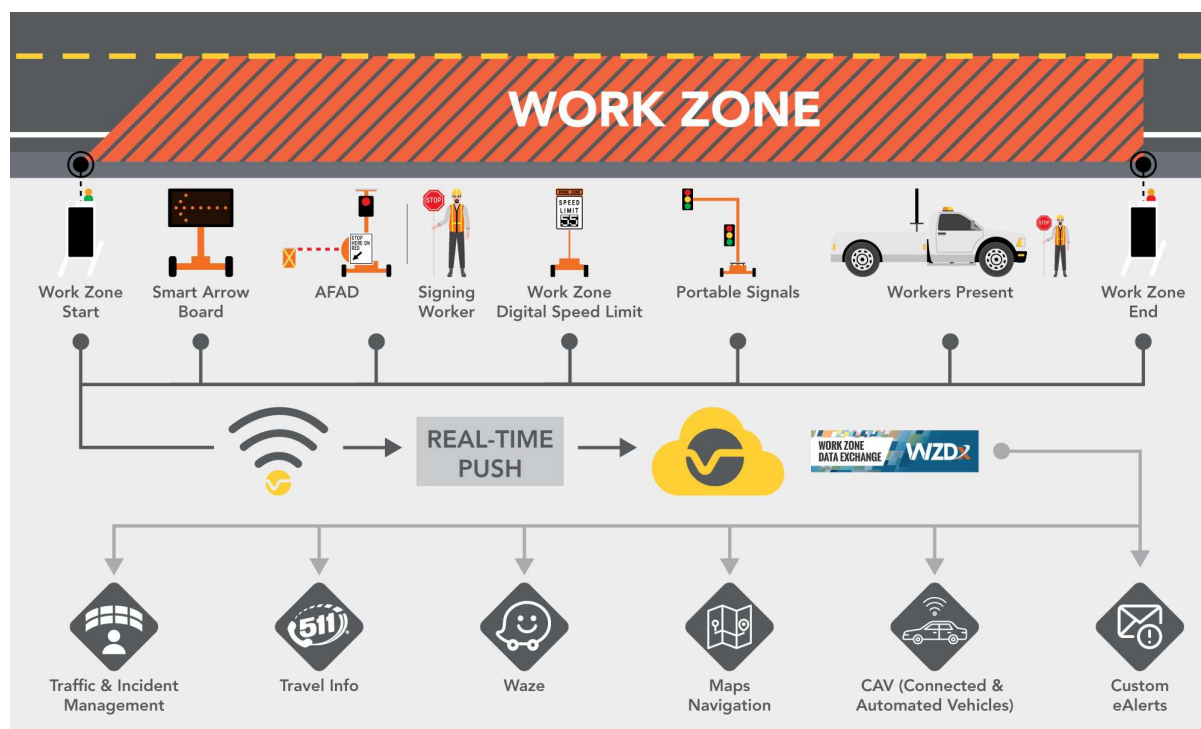 WORK ZONE
STOP
HERE ON
RED
STOP
WORK ZONE
SPEED
LIMIT
55
STOP
Work Zone
Start
Smart Arrow
Board
AFAD
Signing
Worker
Work Zone
Digital Speed Limit
Portable Signals
Workers Present
Work Zone
End
REAL-TIME
PUSH
WORK ZONE
DATA EXCHANGE
WZDx
511
Traffic & Incident
Management
Travel Info
Waze
Maps
Navigation
CAV (Connected &
Automated Vehicles)
Custom
eAlerts